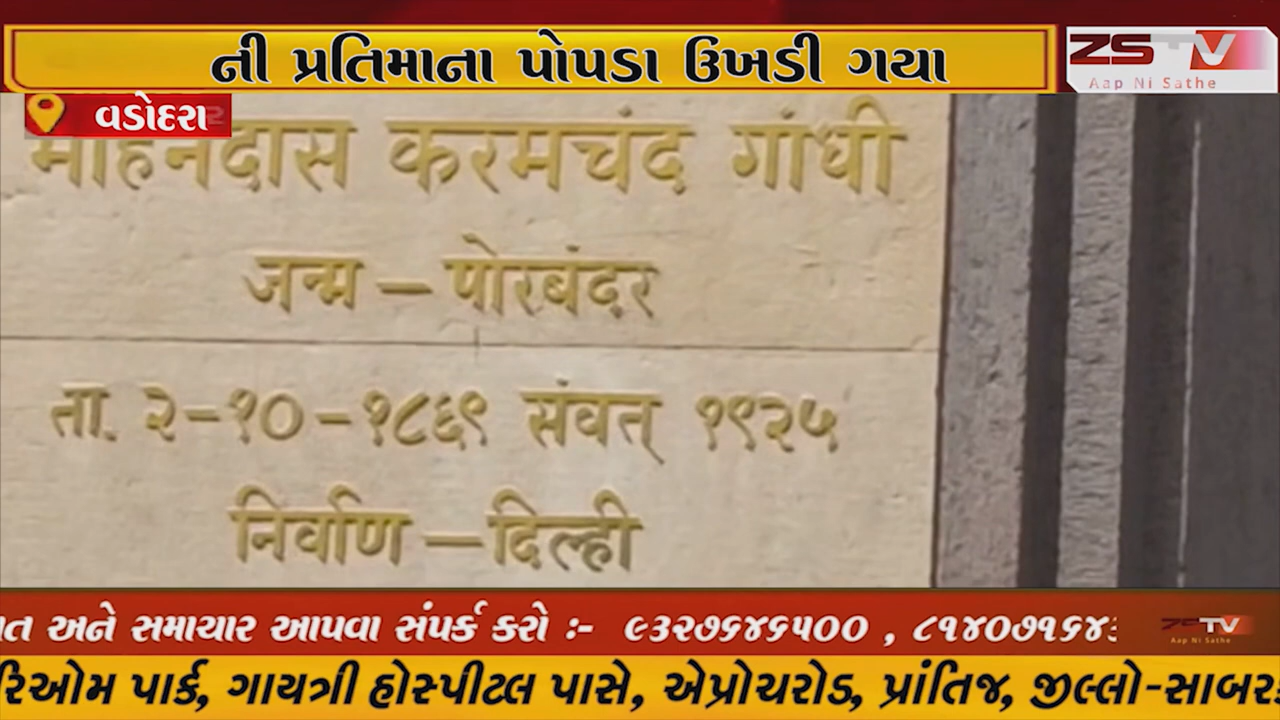 ની પ્રતિમાના પોપડા ઉખડી ગયા
ZSTV
Aap Ni Sathe
વડોદરા
मोहनदास करमचंद गांधी
जन्म – पोरबंदर
ता. २–१०–१८६९ संवत् १९२५
निर्वाण – दिल्ही
અને સમાચાર આપવા સંપર્ક કરો :- ૯૩૨૭૬૪૬૫૦૦ , ૮૧૪૦૭૧૬૪
ZSTV
Aap Ni Sathe
રિઓમ પાર્ક, ગાયત્રી હોસ્પીટલ પાસે, એપ્રોચરોડ, પ્રાંતિજ, જીલ્લો-સાબર